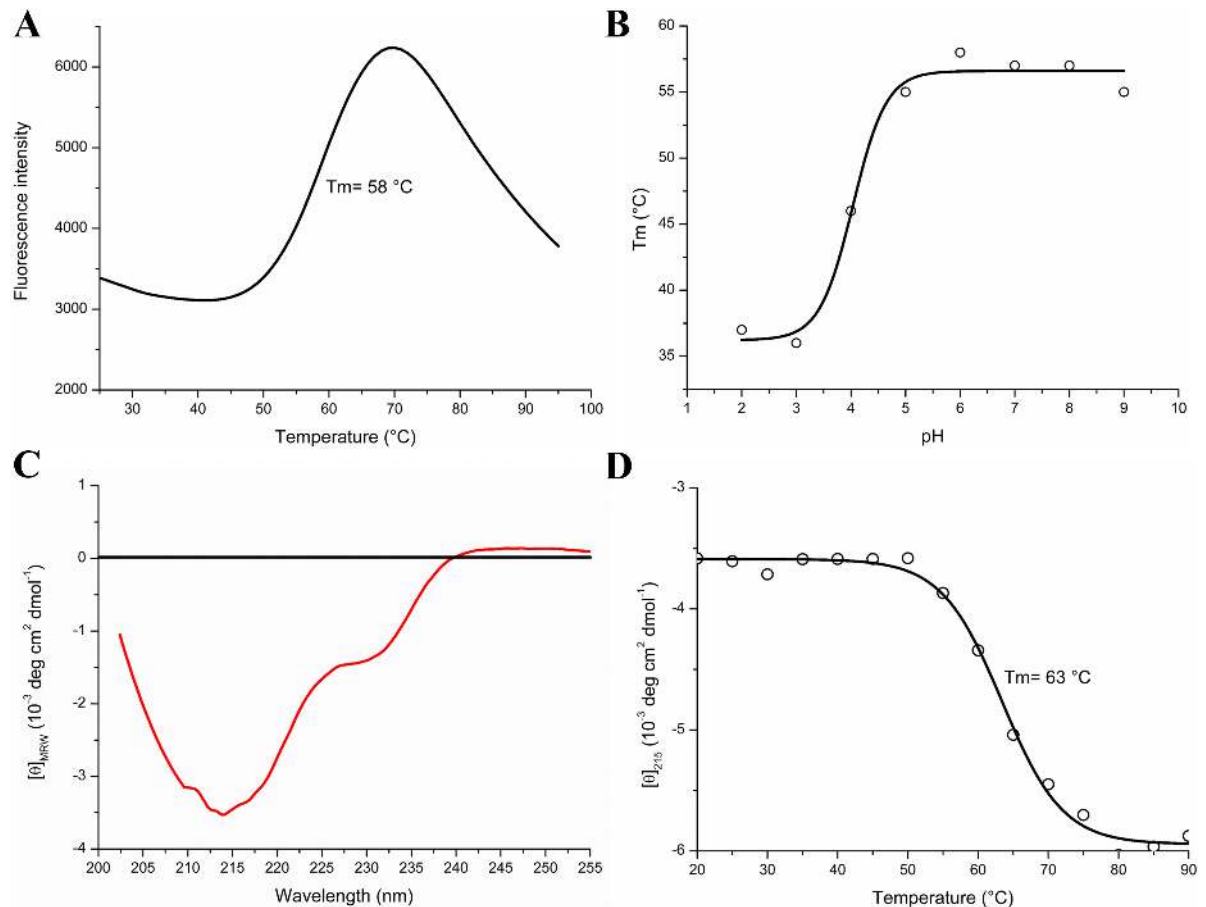 A
Fluorescence intensity
6000
5000
4000
3000
2000
Tm= 58 °C
30 40 50 60 70 80 90 100
Temperature (°C)
B
Tm (°C)
60
55
50
45
40
35
1 2 3 4 5 6 7 8 9 10
pH
C
[θ]MRW (10⁻³ deg cm² dmol⁻¹)
1
0
-1
-2
-3
-4
200 205 210 215 220 225 230 235 240 245 250 255
Wavelength (nm)
D
[θ]₂₁₅ (10⁻³ deg cm² dmol⁻¹)
-3
-4
-5
-6
Tm= 63 °C
20 30 40 50 60 70 80 90
Temperature (°C)